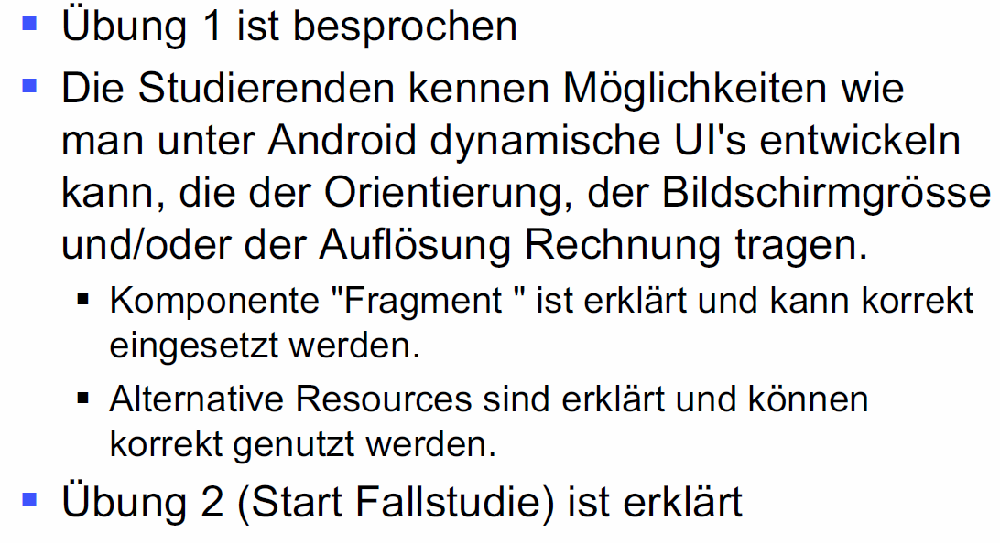 Übung 1 ist besprochen
Die Studierenden kennen Möglichkeiten wie
man unter Android dynamische UI's entwickeln
kann, die der Orientierung, der Bildschirmgrösse
und/oder der Auflösung Rechnung tragen.
Komponente "Fragment " ist erklärt und kann korrekt
eingesetzt werden.
Alternative Resources sind erklärt und können
korrekt genutzt werden.
Übung 2 (Start Fallstudie) ist erklärt